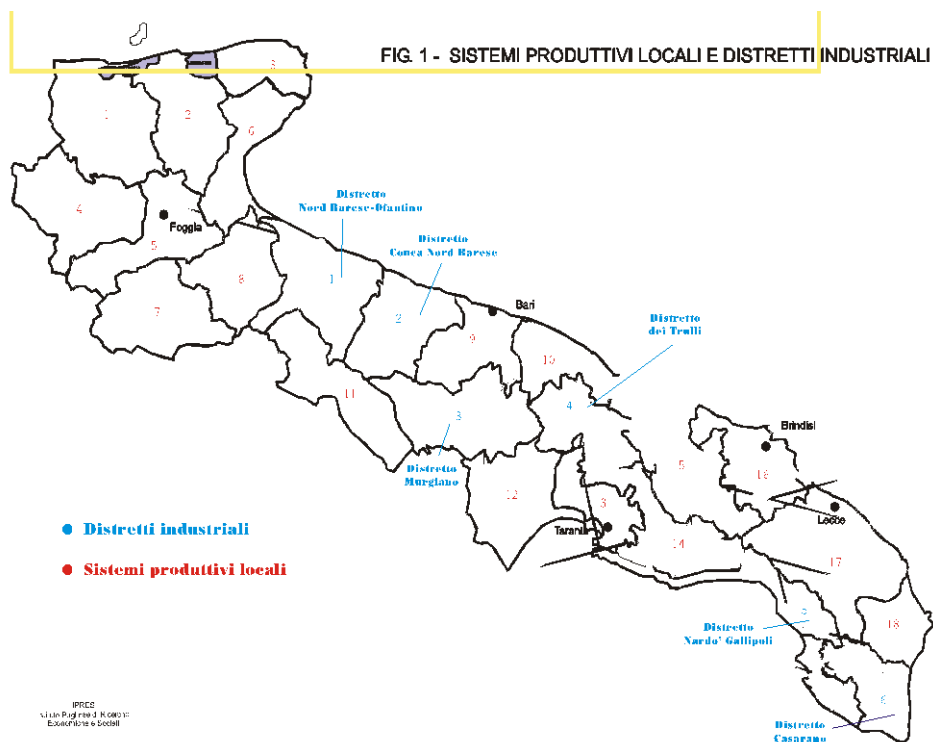 FIG. 1 - SISTEMI PRODUTTIVI LOCALI E DISTRETTI INDUSTRIALI
3
1
2
6
4
Foggia
5
Distretto
Nord Barese-Ofantino
Distretto
Conca Nord Barese
8
1
7
2
Bari
9
10
Distretto
dei Trulli
11
3
4
Brindisi
Distretto
Murgiano
5
16
12
3
Lecce
Taranto
14
17
Distretti industriali
Sistemi produttivi locali
18
Distretto
Nardo' Gallipoli
6
Distretto
Casarano
IPRES
Economiche e Sociali